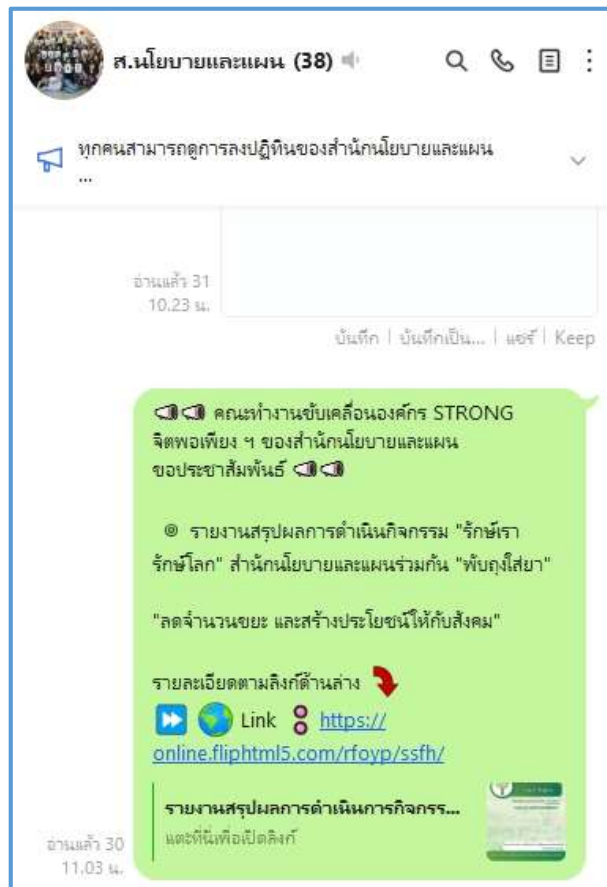 ส.นโยบายและแผน (38)
ทุกคนสามารถดูการลงปฏิทินของสำนักนโยบายและแผน
...
อ่านแล้ว 31
10.23 น.
บันทึก | บันทึกเป็น... | แชร์ | Keep
คณะทำงานขับเคลื่อนองค์กร STRONG
จิตพอเพียง ฯ ของสำนักนโยบายและแผน
ขอประชาสัมพันธ์
๏ รายงานสรุปผลการดำเนินกิจกรรม "รักษ์เรา
รักษ์โลก" สำนักนโยบายและแผนร่วมกัน "พับถุงใส่ยา"
"ลดจำนวนขยะ และสร้างประโยชน์ให้กับสังคม"
รายละเอียดตามลิงก์ด้านล่าง
Link https://
online.fliphtml5.com/rfoyp/ssfh/
รายงานสรุปผลการดำเนินการกิจกรร...
แตะที่นี่เพื่อเปิดลิงก์
อ่านแล้ว 30
11.03 น.